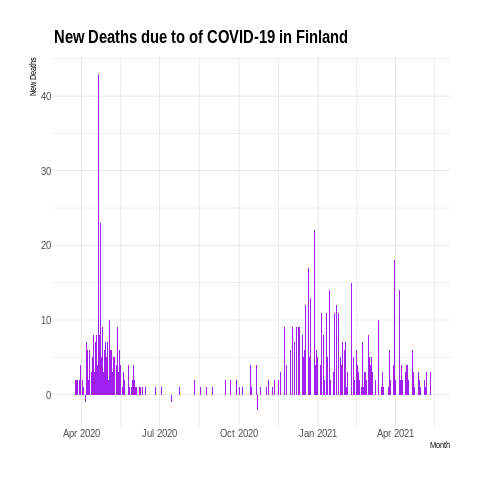 New Deaths due to of COVID-19 in Finland
New Deaths
40
30
20
10
0
Apr 2020 Jul 2020 Oct 2020 Jan 2021 Apr 2021
Month